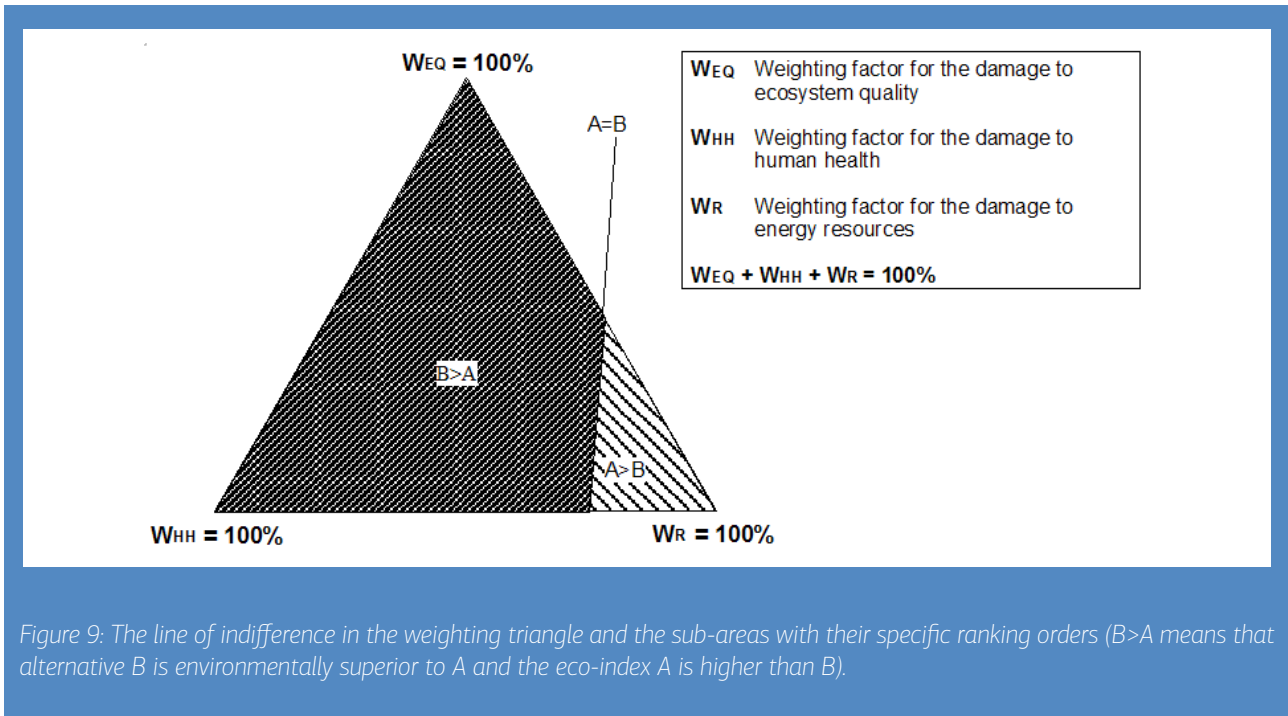 WEQ = 100%
A=B
B>A
A>B
WHH = 100%
WR = 100%
WEQ Weighting factor for the damage to
ecosystem quality
WHH Weighting factor for the damage to
human health
WR Weighting factor for the damage to
energy resources
WEQ + WHH + WR = 100%
Figure 9: The line of indifference in the weighting triangle and the sub-areas with their specific ranking orders (B>A means that
alternative B is environmentally superior to A and the eco-index A is higher than B).